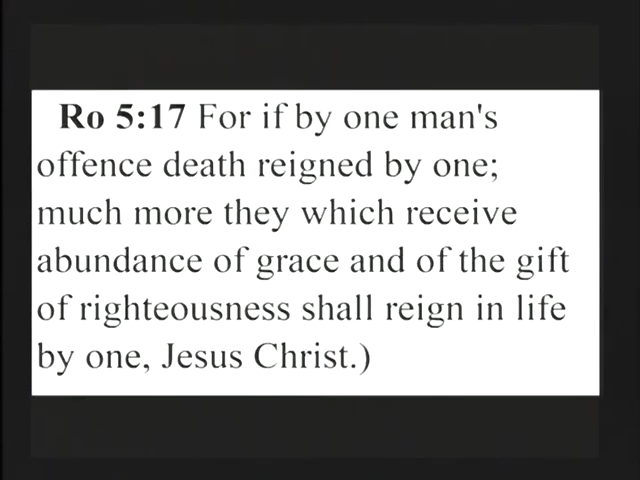 Ro 5:17 For if by one man's
offence death reigned by one;
much more they which receive
abundance of grace and of the gift
of righteousness shall reign in life
by one, Jesus Christ.)